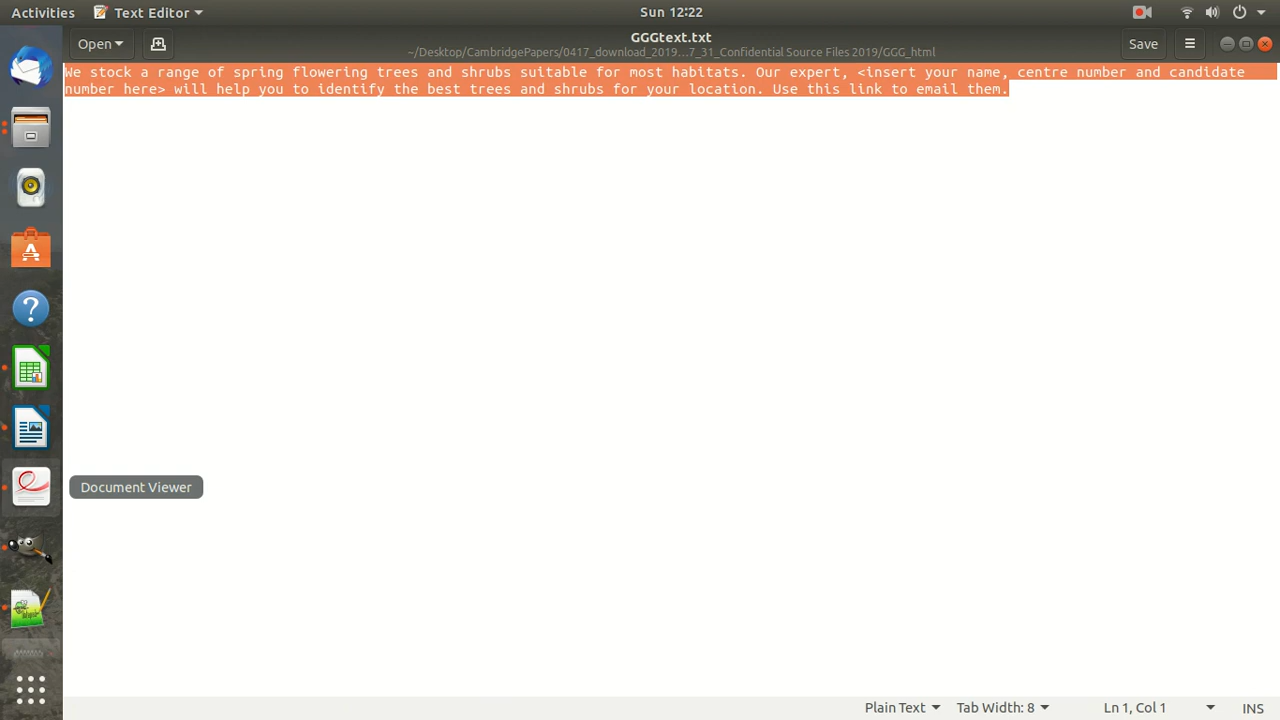 Activities Text Editor Sun 12:22
Open GGGtext.txt Save
~/Desktop/CambridgePapers/0417_download_2019...7_31_Confidential Source Files 2019/GGG_html
We stock a range of spring flowering trees and shrubs suitable for most habitats. Our expert, <insert your name, centre number and candidate
number here> will help you to identify the best trees and shrubs for your location. Use this link to email them.
Document Viewer
Plain Text Tab Width: 8 Ln 1, Col 1 INS